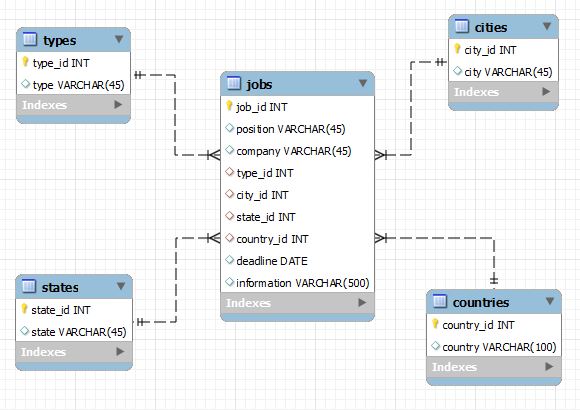 types
type_id INT
type VARCHAR(45)
Indexes
cities
city_id INT
city VARCHAR(45)
Indexes
jobs
job_id INT
position VARCHAR(45)
company VARCHAR(45)
type_id INT
city_id INT
state_id INT
country_id INT
deadline DATE
information VARCHAR(500)
Indexes
states
state_id INT
state VARCHAR(45)
Indexes
countries
country_id INT
country VARCHAR(100)
Indexes